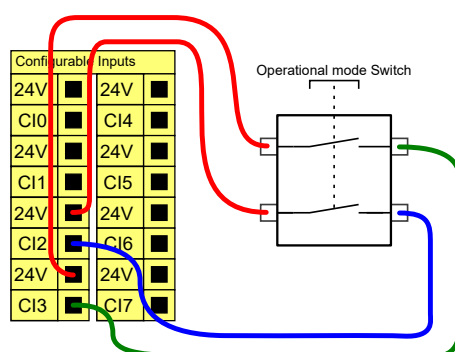 Configurable Inputs
Operational mode Switch
24V 24V
CI0 CI4
24V 24V
CI1 CI5
24V 24V
CI2 CI6
24V 24V
CI3 CI7